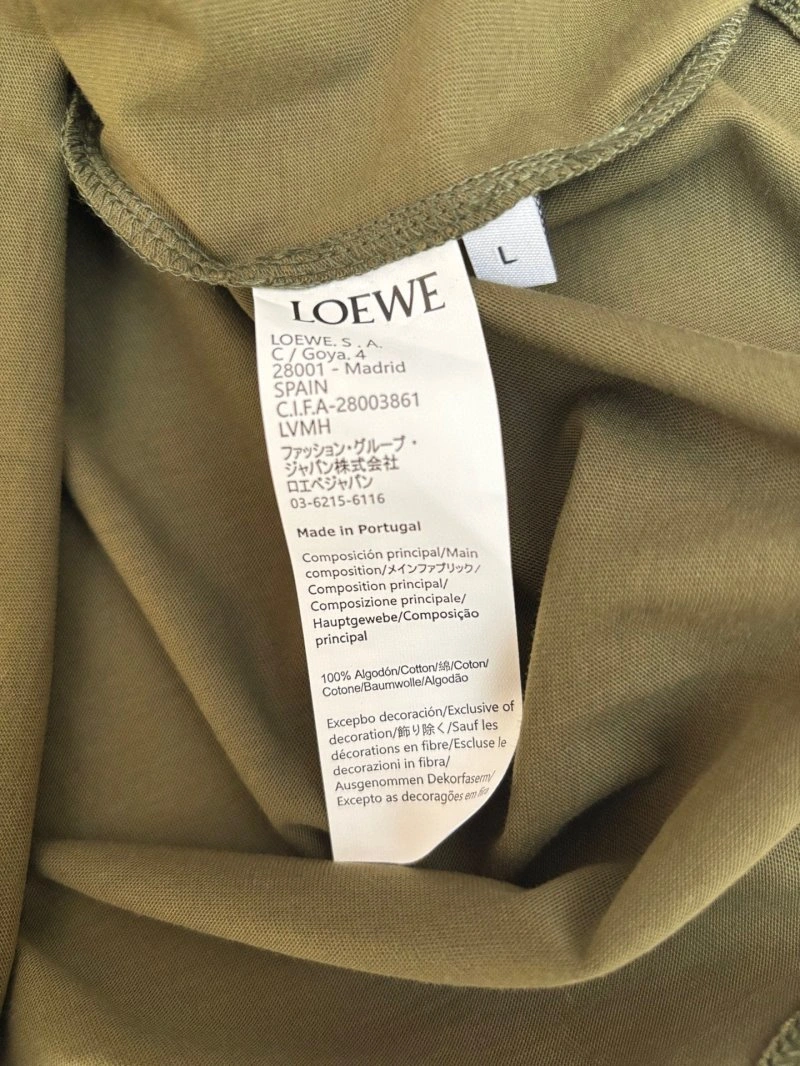 L
LOEWE
LOEWE. S . A.
C / Goya. 4
28001 - Madrid
SPAIN
C.I.F.A-28003861
LVMH
ファッション・グループ・
ジャパン株式会社
ロエベジャパン
03-6215-6116
Made in Portugal
Composición principal/Main
composition/メインファブリック/
Composition principal/
Composizione principale/
Hauptgewebe/Composição
principal
100% Algodón/Cotton/綿/Coton/
Cotone/Baumwolle/Algodão
Excepbo decoración/Exclusive of
decoration/飾り除く/Sauf les
décorations en fibre/Escluse le
decorazioni in fibra/
Ausgenommen Dekorfaserm/
Excepto as decorações em fira